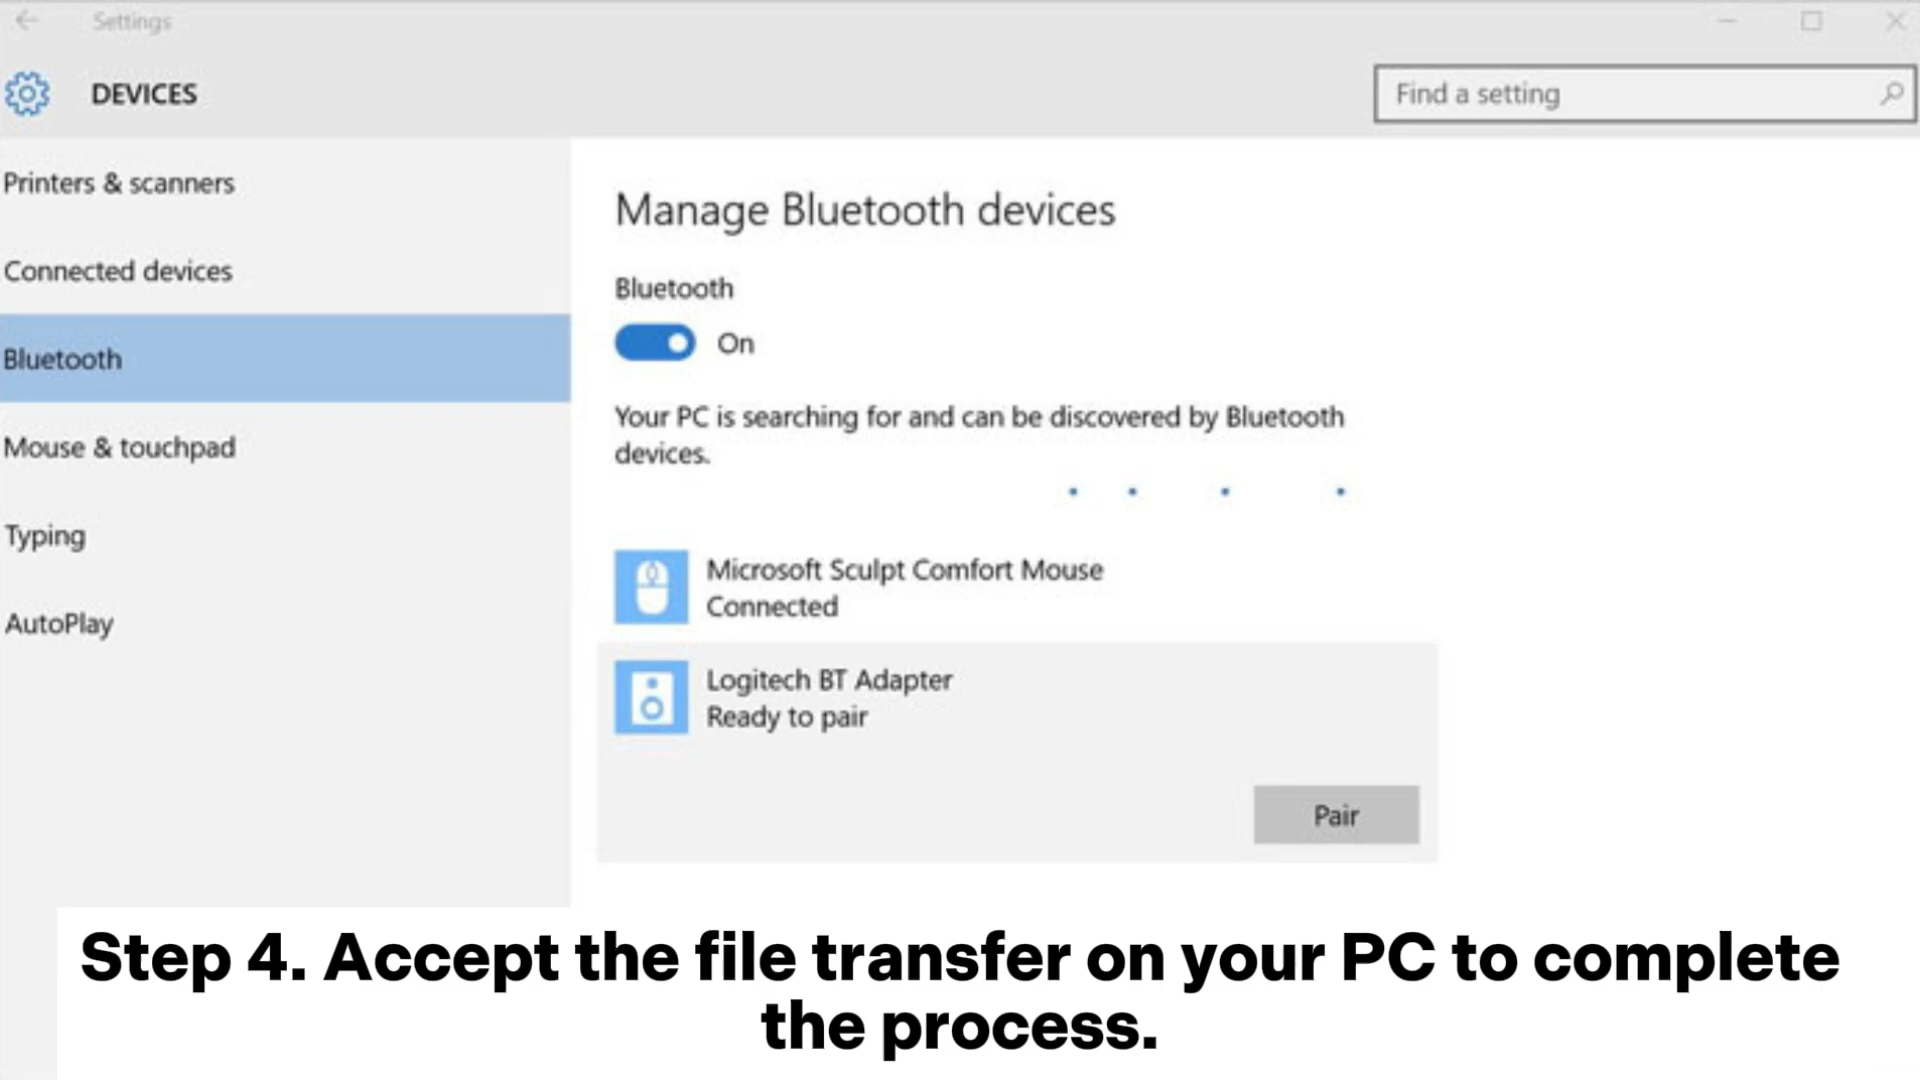 Settings
DEVICES
Find a setting
Printers & scanners
Connected devices
Bluetooth
Mouse & touchpad
Typing
AutoPlay
Manage Bluetooth devices
Bluetooth
On
Your PC is searching for and can be discovered by Bluetooth
devices.
Microsoft Sculpt Comfort Mouse
Connected
Logitech BT Adapter
Ready to pair
Pair
Step 4. Accept the file transfer on your PC to complete
the process.